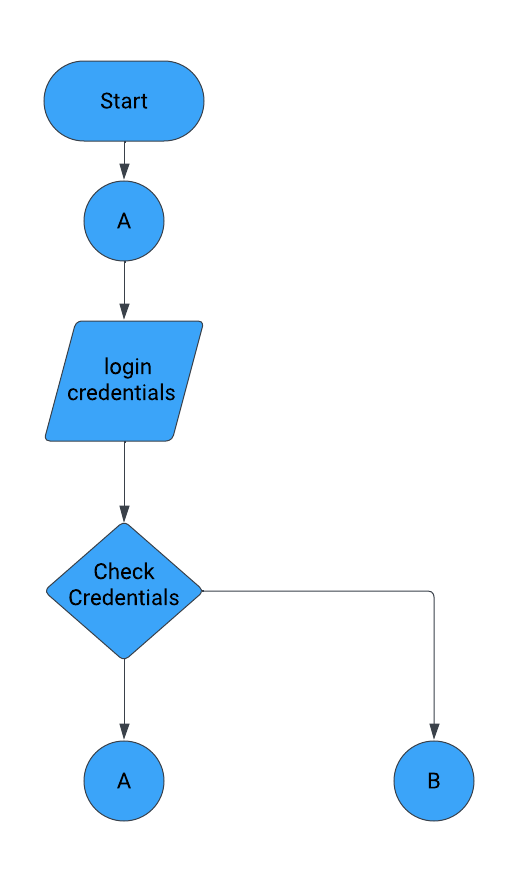 Start
A
login
credentials
Check
Credentials
A
B